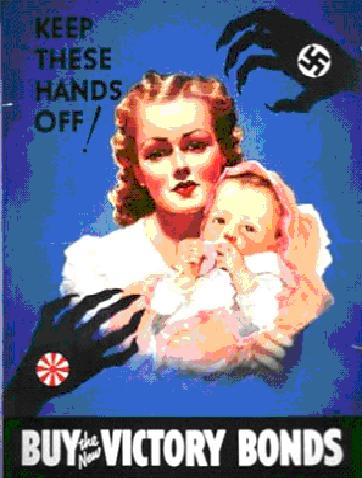 KEEP
THESE
HANDS
OFF!
BUY the New VICTORY BONDS